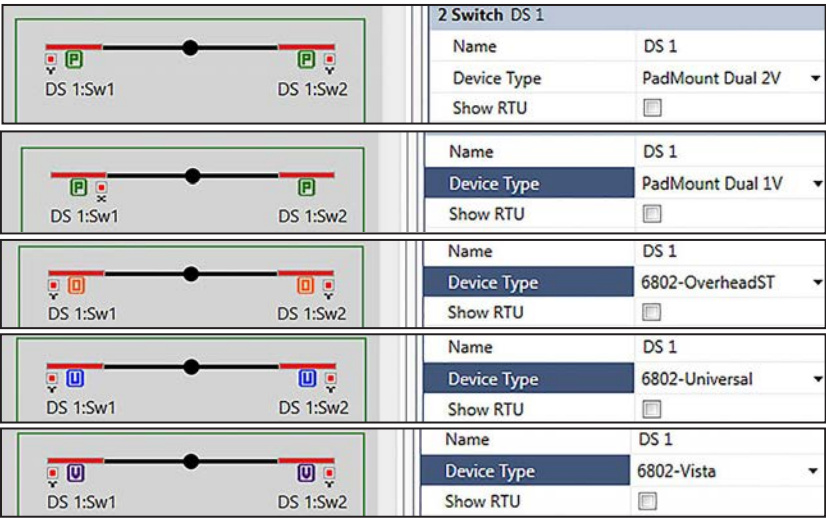 2 Switch DS 1
Name DS 1
P P
Y Y
DS 1:Sw1 DS 1:Sw2
Device Type PadMount Dual 2V
Show RTU
Name DS 1
P P
X
Device Type PadMount Dual 1V
DS 1:Sw1 DS 1:Sw2
Show RTU
Name DS 1
O O
Y Y
Device Type 6802-OverheadST
DS 1:Sw1 DS 1:Sw2
Show RTU
Name DS 1
U U
Y Y
Device Type 6802-Universal
DS 1:Sw1 DS 1:Sw2
Show RTU
Name DS 1
V V
Y Y
Device Type 6802-Vista
DS 1:Sw1 DS 1:Sw2
Show RTU